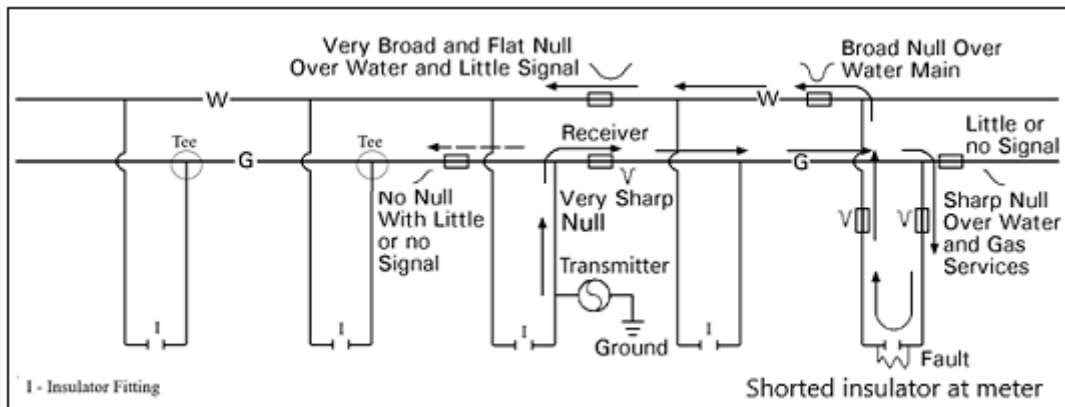 Very Broad and Flat Null
Over Water and Little Signal
Broad Null Over
Water Main
W
W
Tee
Tee
Receiver
Little or
no Signal
G
G
No Null
With Little
or no
Signal
Very Sharp
Null
Sharp Null
Over Water
and Gas
Services
Transmitter
I
I
I
Ground
Fault
I - Insulator Fitting
Shorted insulator at meter